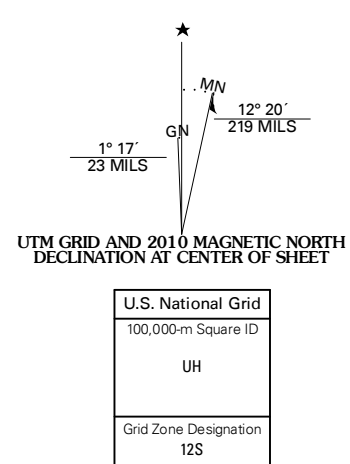 ★
MN
12° 20´
219 MILS
GN
1° 17´
23 MILS
UTM GRID AND 2010 MAGNETIC NORTH
DECLINATION AT CENTER OF SHEET
U.S. National Grid
100,000-m Square ID
UH
Grid Zone Designation
12S